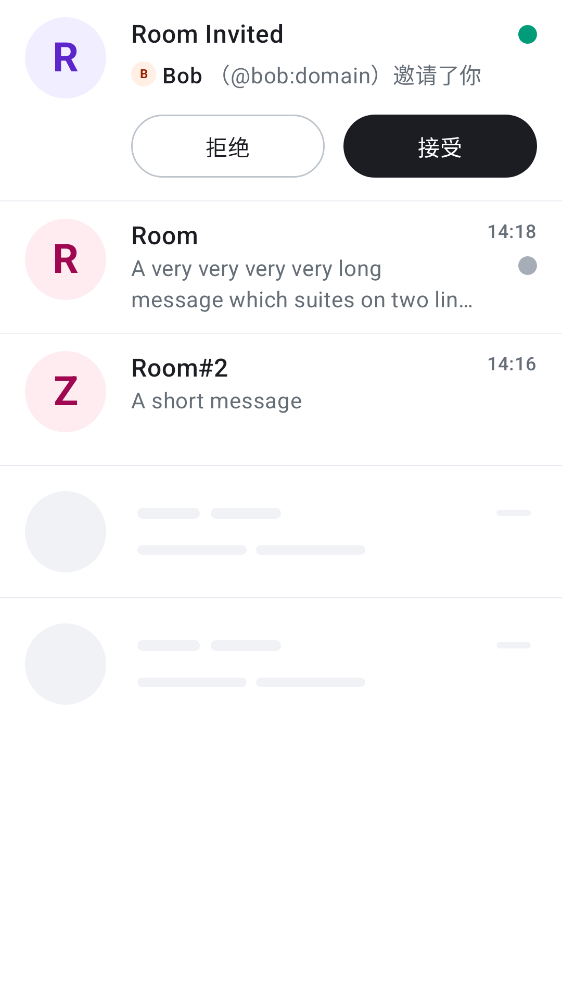 R
Room Invited
B Bob （@bob:domain）邀请了你
拒绝
接受
R
Room
14:18
A very very very very long
message which suites on two lin…
Z
Room#2
14:16
A short message